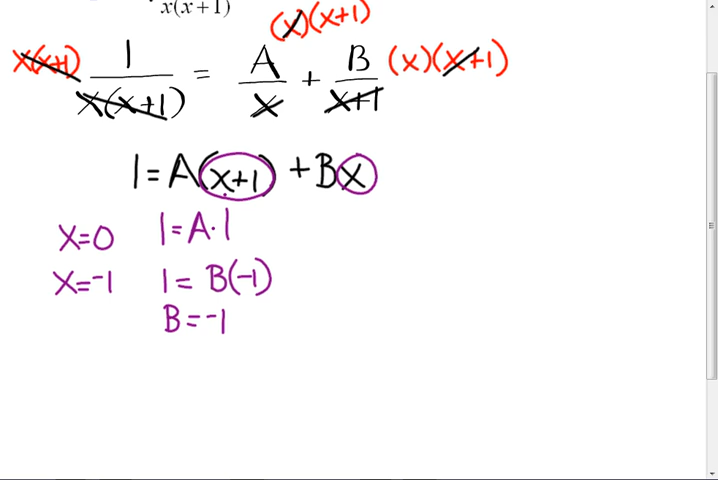 x(x+1)
(x)(x+1)
x(x+1) 1/x(x+1) = A/x + B/x+1 (x)(x+1)
1=A(x+1) +Bx
x=0 1=A·1
x=-1 1= B(-1)
B=-1